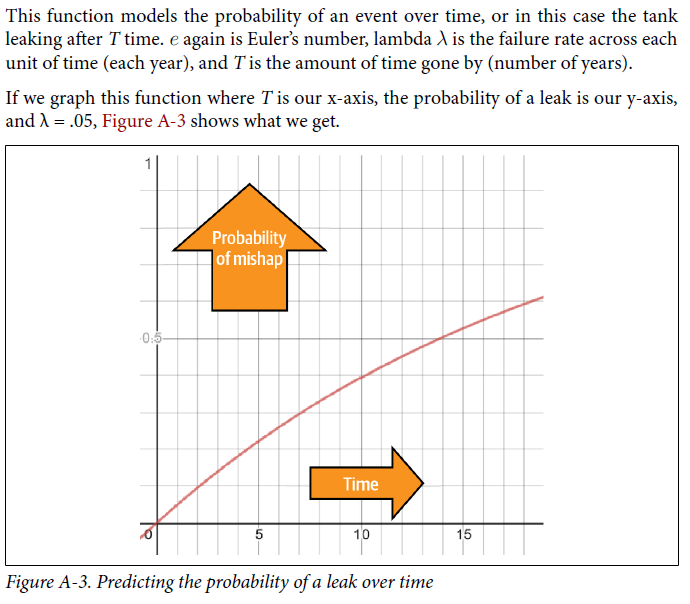 This function models the probability of an event over time, or in this case the tank
leaking after T time. e again is Euler’s number, lambda λ is the failure rate across each
unit of time (each year), and T is the amount of time gone by (number of years).
If we graph this function where T is our x-axis, the probability of a leak is our y-axis,
and λ = .05, Figure A-3 shows what we get.
1
Probability
of mishap
0.5
Time
0
5
10
15
Figure A-3. Predicting the probability of a leak over time